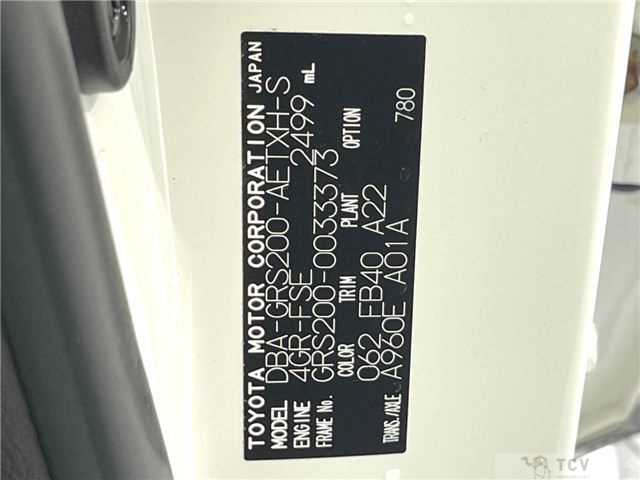 TOYOTA MOTOR CORPORATION JAPAN
MODEL DBA-GRS200-AETXH-S
ENGINE 4GR-FSE 2499 mL
FRAME No. GRS200-0033373
COLOR TRIM PLANT OPTION
062 FB40 A22
TRANS./AXLE A960E A01A 780
TCV